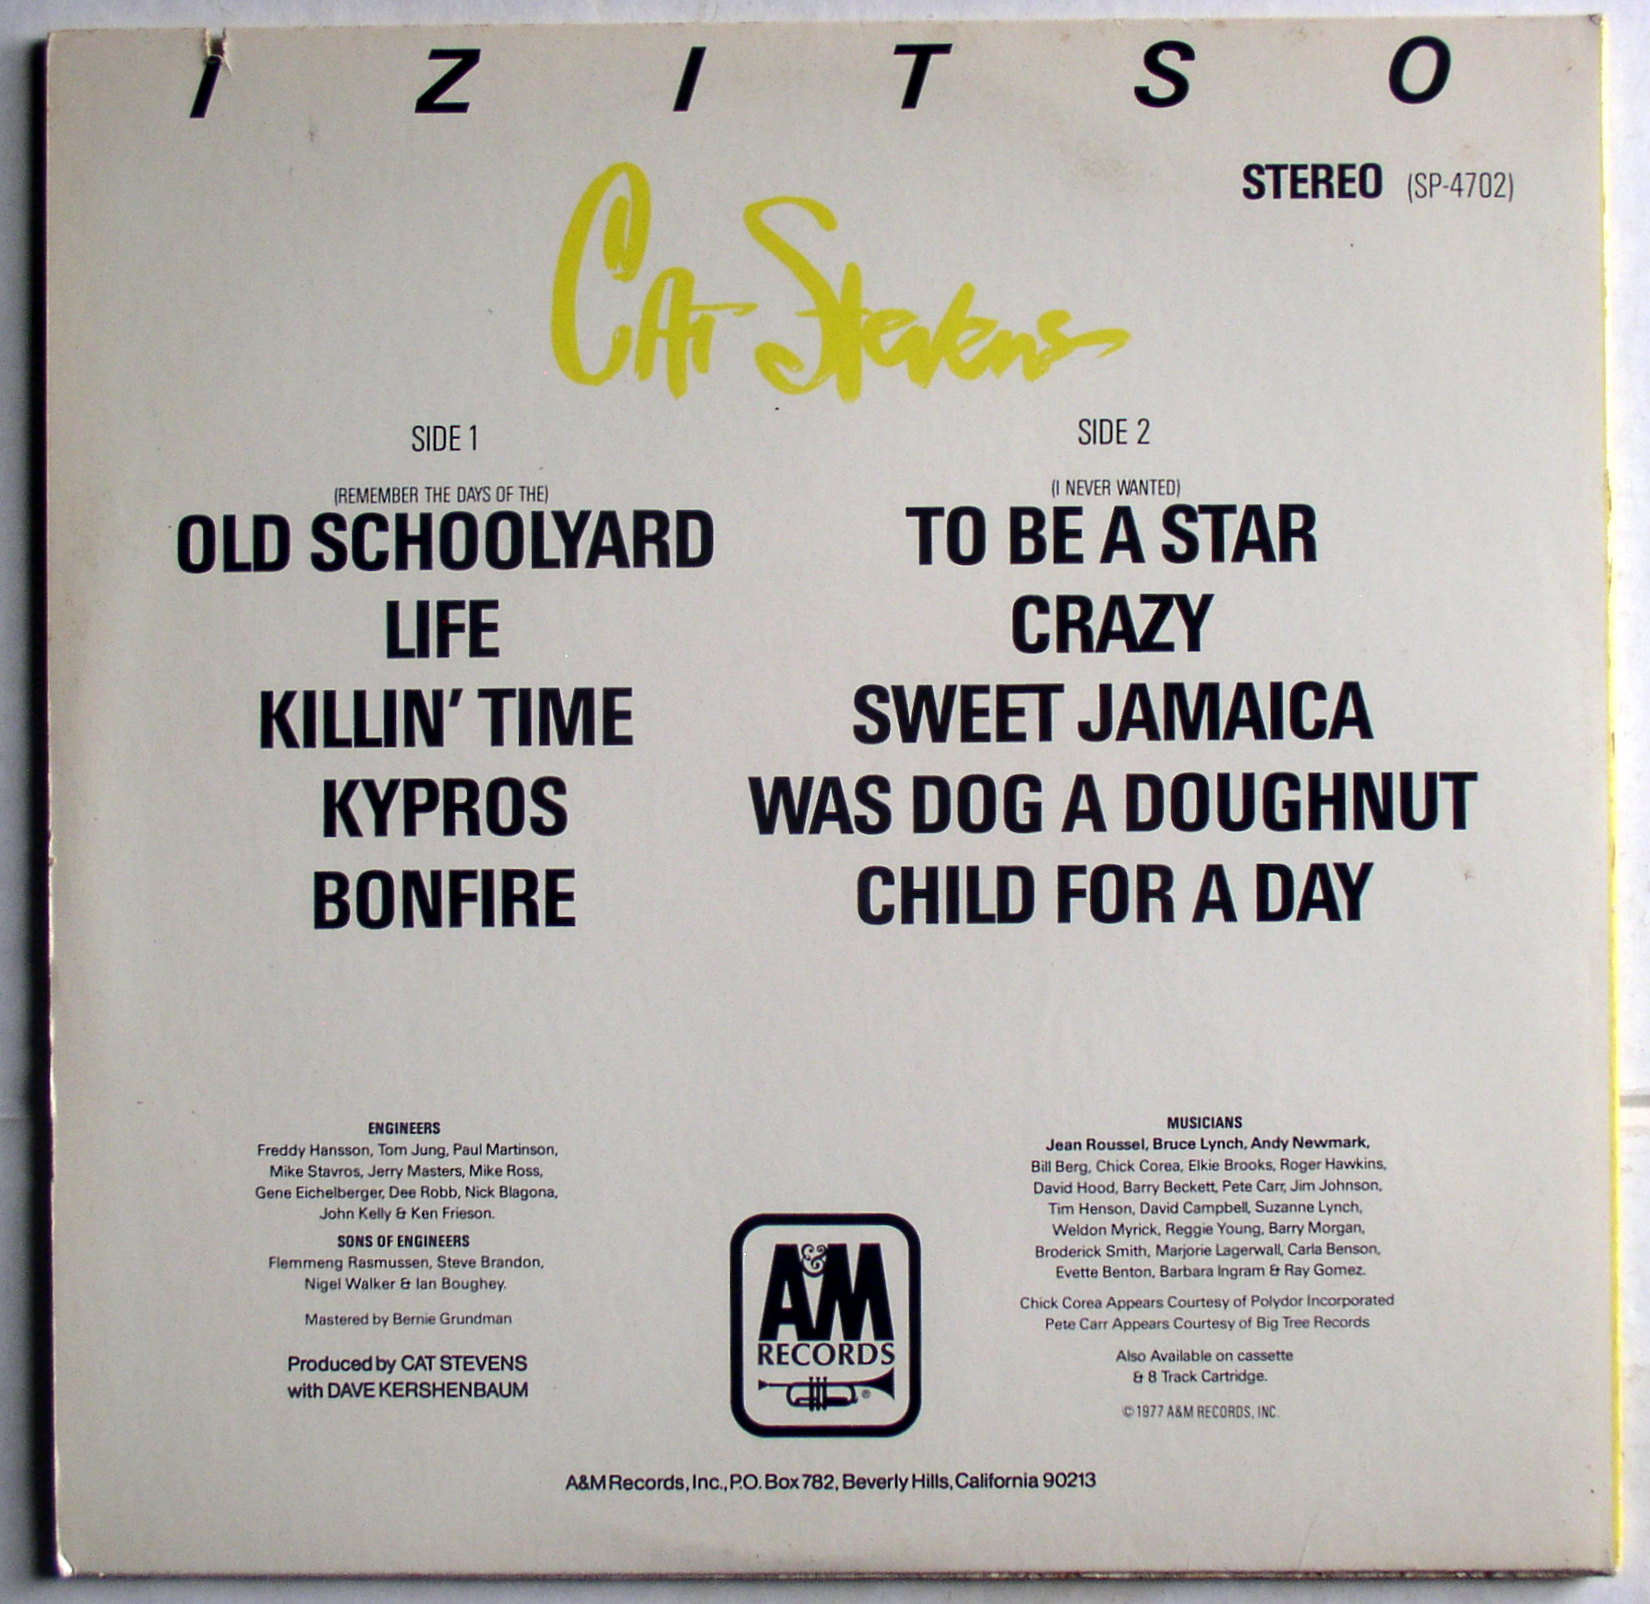 IZITSO
STEREO (SP-4702)
CAT Stevens
SIDE 1
(REMEMBER THE DAYS OF THE)
OLD SCHOOLYARD
LIFE
KILLIN' TIME
KYPROS
BONFIRE
SIDE 2
(I NEVER WANTED)
TO BE A STAR
CRAZY
SWEET JAMAICA
WAS DOG A DOUGHNUT
CHILD FOR A DAY
ENGINEERS
Freddy Hansson, Tom Jung, Paul Martinson,
Mike Stavros, Jerry Masters, Mike Ross,
Gene Eichelberger, Dee Robb, Nick Blagona,
John Kelly & Ken Frieson.
SONS OF ENGINEERS
Flemmeng Rasmussen, Steve Brandon,
Nigel Walker & Ian Boughey.
Mastered by Bernie Grundman
Produced by CAT STEVENS
with DAVE KERSHENBAUM
A&M
RECORDS
®
MUSICIANS
Jean Roussel, Bruce Lynch, Andy Newmark,
Bill Berg, Chick Corea, Elkie Brooks, Roger Hawkins,
David Hood, Barry Beckett, Pete Carr, Jim Johnson,
Tim Henson, David Campbell, Suzanne Lynch,
Weldon Myrick, Reggie Young, Barry Morgan,
Broderick Smith, Marjorie Lagerwall, Carla Benson,
Evette Benton, Barbara Ingram & Ray Gomez.
Chick Corea Appears Courtesy of Polydor Incorporated
Pete Carr Appears Courtesy of Big Tree Records
Also Available on cassette
& 8 Track Cartridge.
© 1977 A&M RECORDS, INC.
A&M Records, Inc., P.O. Box 782, Beverly Hills, California 90213